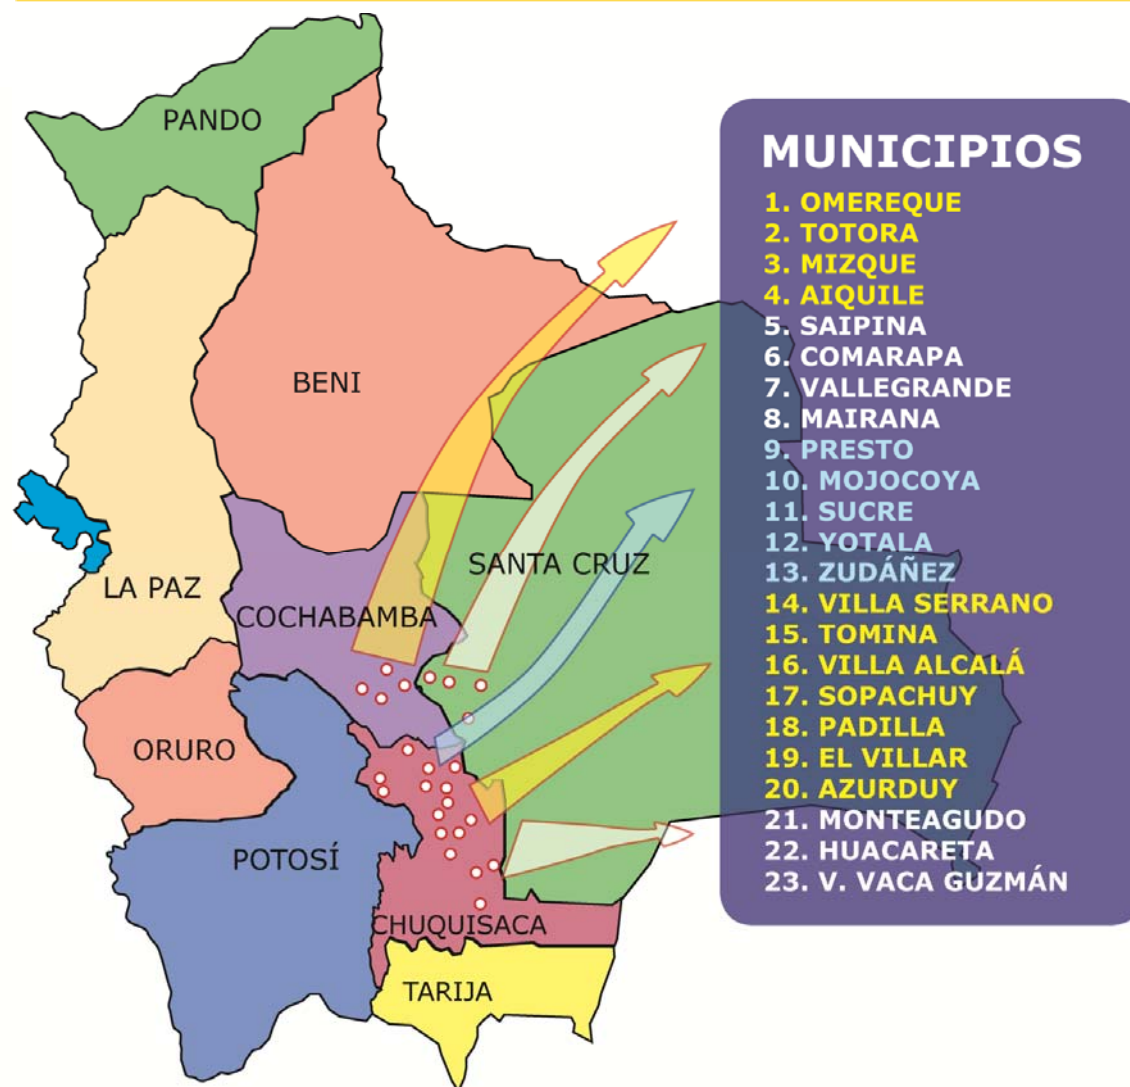 PANDO
BENI
LA PAZ
SANTA CRUZ
COCHABAMBA
ORURO
POTOSÍ
CHUQUISACA
TARIJA
MUNICIPIOS
1. OMEREQUE
2. TOTORA
3. MIZQUE
4. AIQUILE
5. SAIPINA
6. COMARAPA
7. VALLEGRANDE
8. MAIRANA
9. PRESTO
10. MOJOCOYA
11. SUCRE
12. YOTALA
13. ZUDÁÑEZ
14. VILLA SERRANO
15. TOMINA
16. VILLA ALCALÁ
17. SOPACHUY
18. PADILLA
19. EL VILLAR
20. AZURDUY
21. MONTEAGUDO
22. HUACARETA
23. V. VACA GUZMÁN